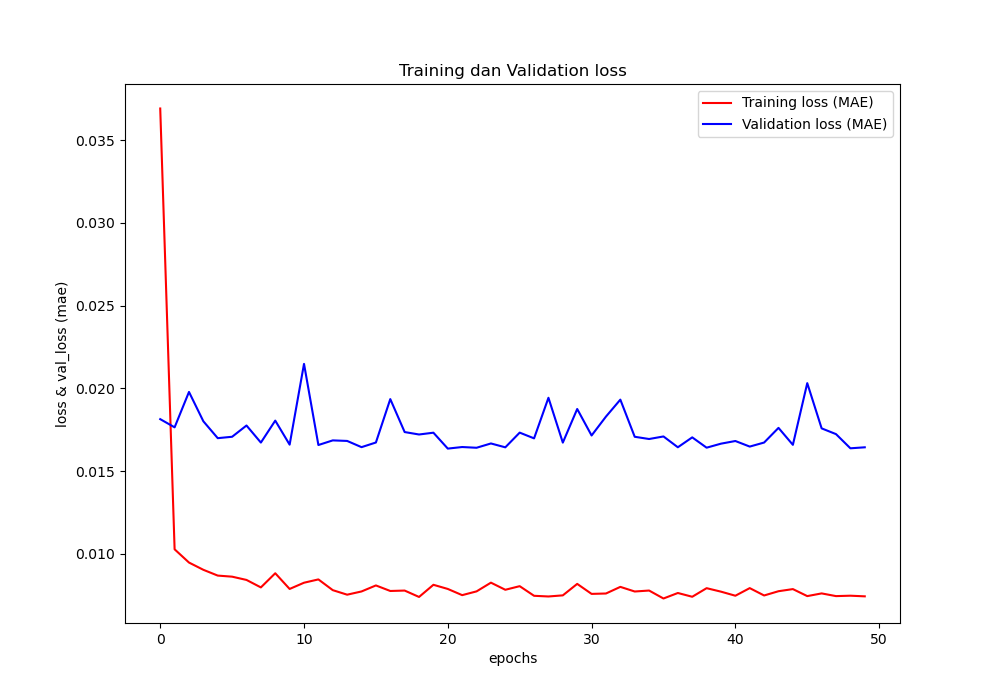 Training dan Validation loss
Training loss (MAE)
Validation loss (MAE)
loss & val_loss (mae)
0.035
0.030
0.025
0.020
0.015
0.010
0 10 20 30 40 50
epochs